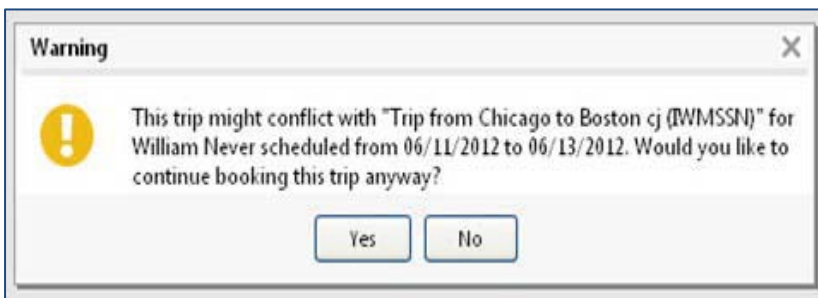 Warning
This trip might conflict with "Trip from Chicago to Boston cj (IWMSSN)" for
William Never scheduled from 06/11/2012 to 06/13/2012. Would you like to
continue booking this trip anyway?
Yes No